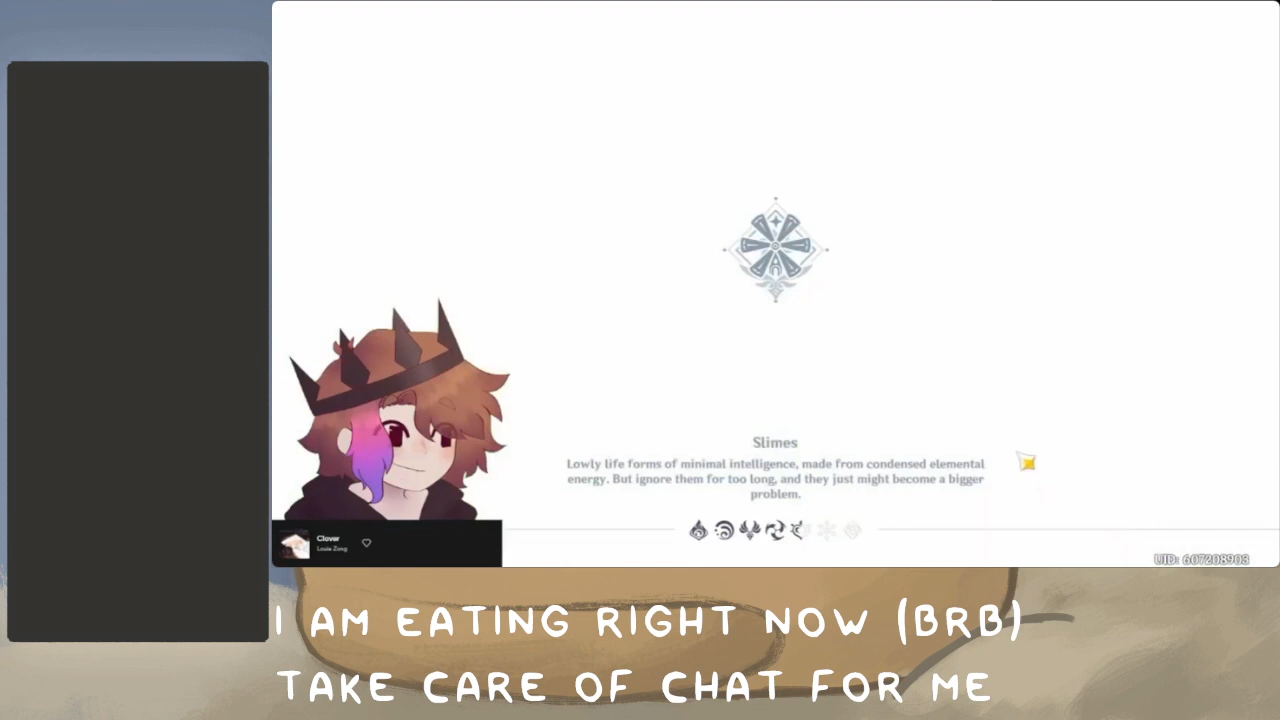 Slimes
Lowly life forms of minimal intelligence, made from condensed elemental
energy. But ignore them for too long, and they just might become a bigger
problem.
Clover
Louie Zong
UID: 607208903
I AM EATING RIGHT NOW (BRB)
TAKE CARE OF CHAT FOR ME